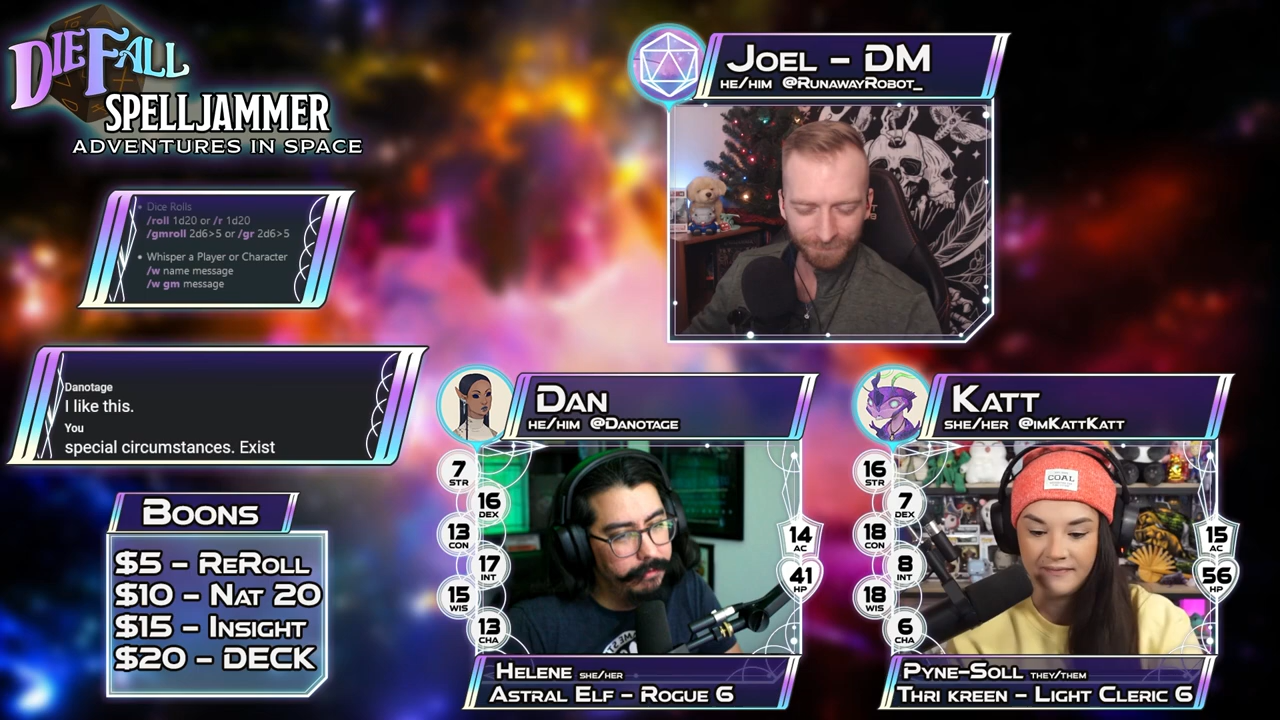 DIEFALL
SPELLJAMMER
ADVENTURES IN SPACE
• Dice Rolls
/roll 1d20 or /r 1d20
/gmroll 2d6>5 or /gr 2d6>5
• Whisper a Player or Character
/w name message
/w gm message
Danotage
I like this.
You
special circumstances. Exist
BOONS
$5 – REROLL
$10 – NAT 20
$15 – INSIGHT
$20 – DECK
JOEL – DM
HE/HIM @RUNAWAYROBOT_
DAN
HE/HIM @DANOTAGE
7
STR
16
DEX
13
CON
17
INT
15
WIS
13
CHA
14
AC
41
HP
HELENE SHE/HER
ASTRAL ELF – ROGUE 6
KATT
SHE/HER @IMKATTKATT
16
STR
7
DEX
18
CON
8
INT
18
WIS
6
CHA
COAL
15
AC
56
HP
PYNE-SOLL THEY/THEM
THRI KREEN – LIGHT CLERIC 6